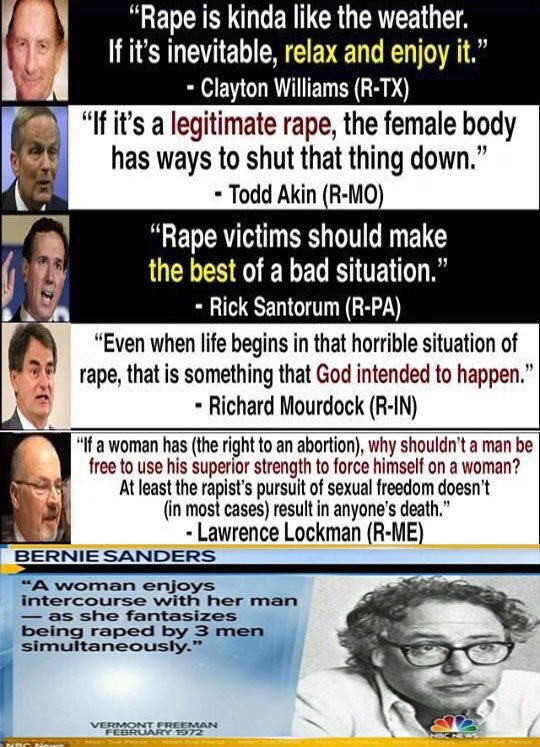 “Rape is kinda like the weather.
If it’s inevitable, relax and enjoy it.”
- Clayton Williams (R-TX)
“If it’s a legitimate rape, the female body
has ways to shut that thing down.”
- Todd Akin (R-MO)
“Rape victims should make
the best of a bad situation.”
- Rick Santorum (R-PA)
“Even when life begins in that horrible situation of
rape, that is something that God intended to happen.”
- Richard Mourdock (R-IN)
“If a woman has (the right to an abortion), why shouldn’t a man be
free to use his superior strength to force himself on a woman?
At least the rapist’s pursuit of sexual freedom doesn’t
(in most cases) result in anyone’s death.”
- Lawrence Lockman (R-ME)
BERNIE SANDERS
“A woman enjoys
intercourse with her man
— as she fantasizes
being raped by 3 men
simultaneously.”
VERMONT FREEMAN
FEBRUARY 1972
NBC NEWS
NBC News